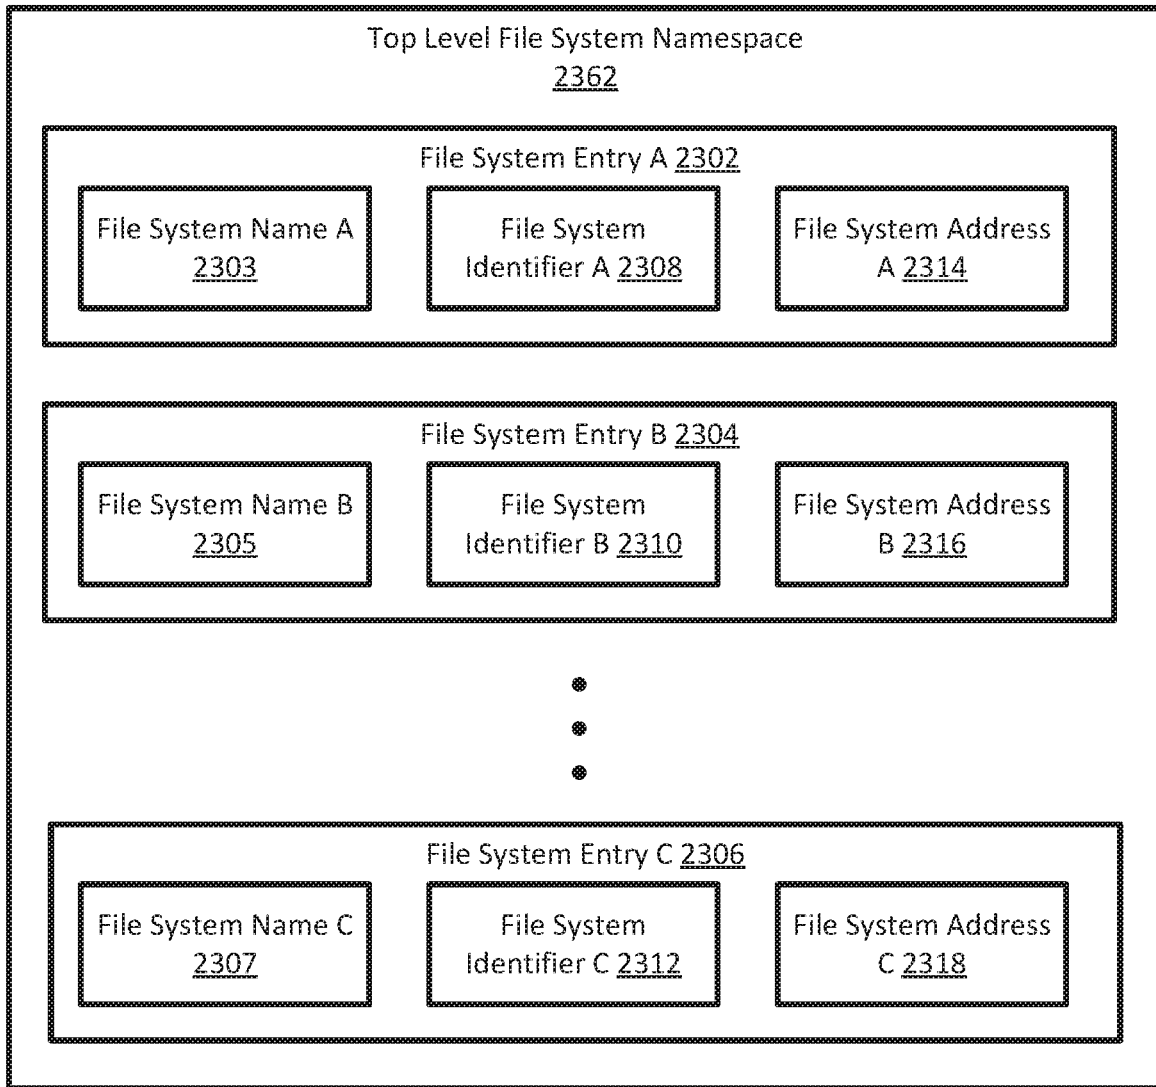 Top Level File System Namespace
2362
File System Entry A 2302
File System Name A
2303
File System
Identifier A 2308
File System Address
A 2314
File System Entry B 2304
File System Name B
2305
File System
Identifier B 2310
File System Address
B 2316
File System Entry C 2306
File System Name C
2307
File System
Identifier C 2312
File System Address
C 2318